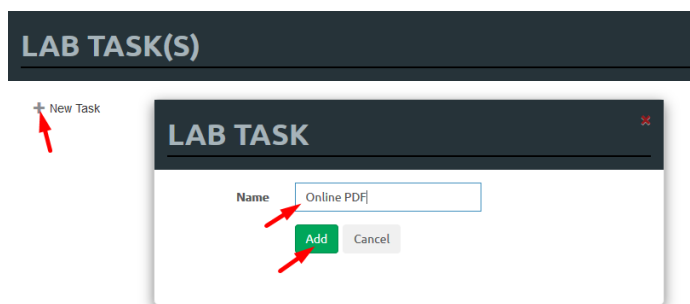 LAB TASK(S)
New Task
LAB TASK
Name Online PDF
Add Cancel